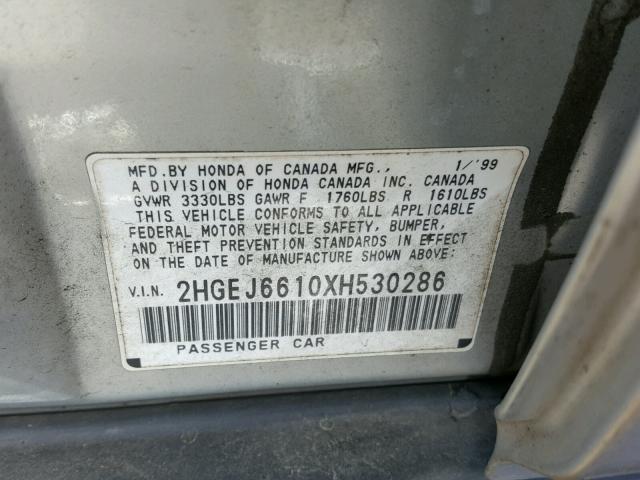 MFD.BY HONDA OF CANADA MFG., 1/'99
A DIVISION OF HONDA CANADA INC. CANADA
GVWR 3330LBS GAWR F 1760LBS R 1610LBS
THIS VEHICLE CONFORMS TO ALL APPLICABLE
FEDERAL MOTOR VEHICLE SAFETY, BUMPER,
AND THEFT PREVENTION STANDARDS IN EFFECT
ON THE DATE OF MANUFACTURE SHOWN ABOVE:
V.I.N. 2HGEJ6610XH530286
PASSENGER CAR